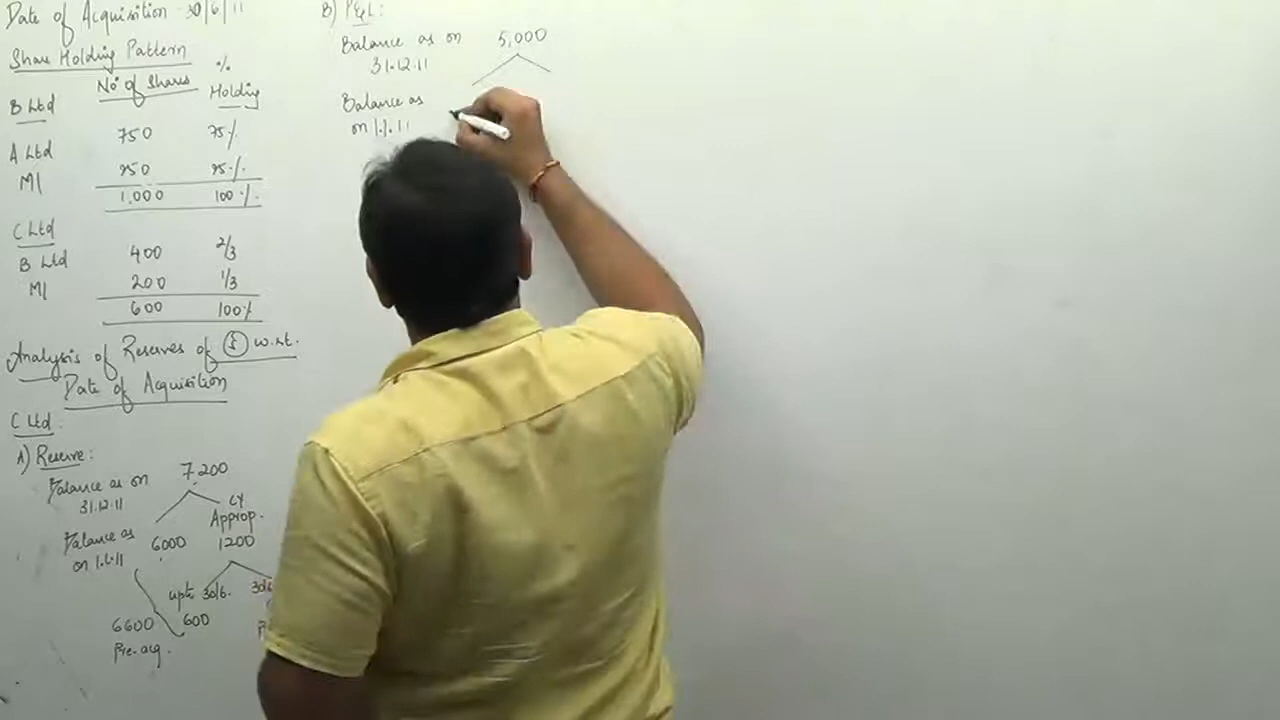 Date of Acquisition 30/6/11
Share Holding Pattern
No of Shares % Holding
B Ltd
A Ltd 750 75%
MI 250 25%
1,000 100%
C Ltd
B Ltd 400 2/3
MI 200 1/3
600 100%
Analysis of Reserves of w.r.t.
Date of Acquisition
C Ltd
A) Reserve:
Balance as on 31.12.11 7,200
CY Approp.
Balance as on 1.1.11 6000 1200
upto 30/6.
6600 600
Pre-acq.
B) P&L:
Balance as on 31.12.11 5,000
Balance as on 1.1.11